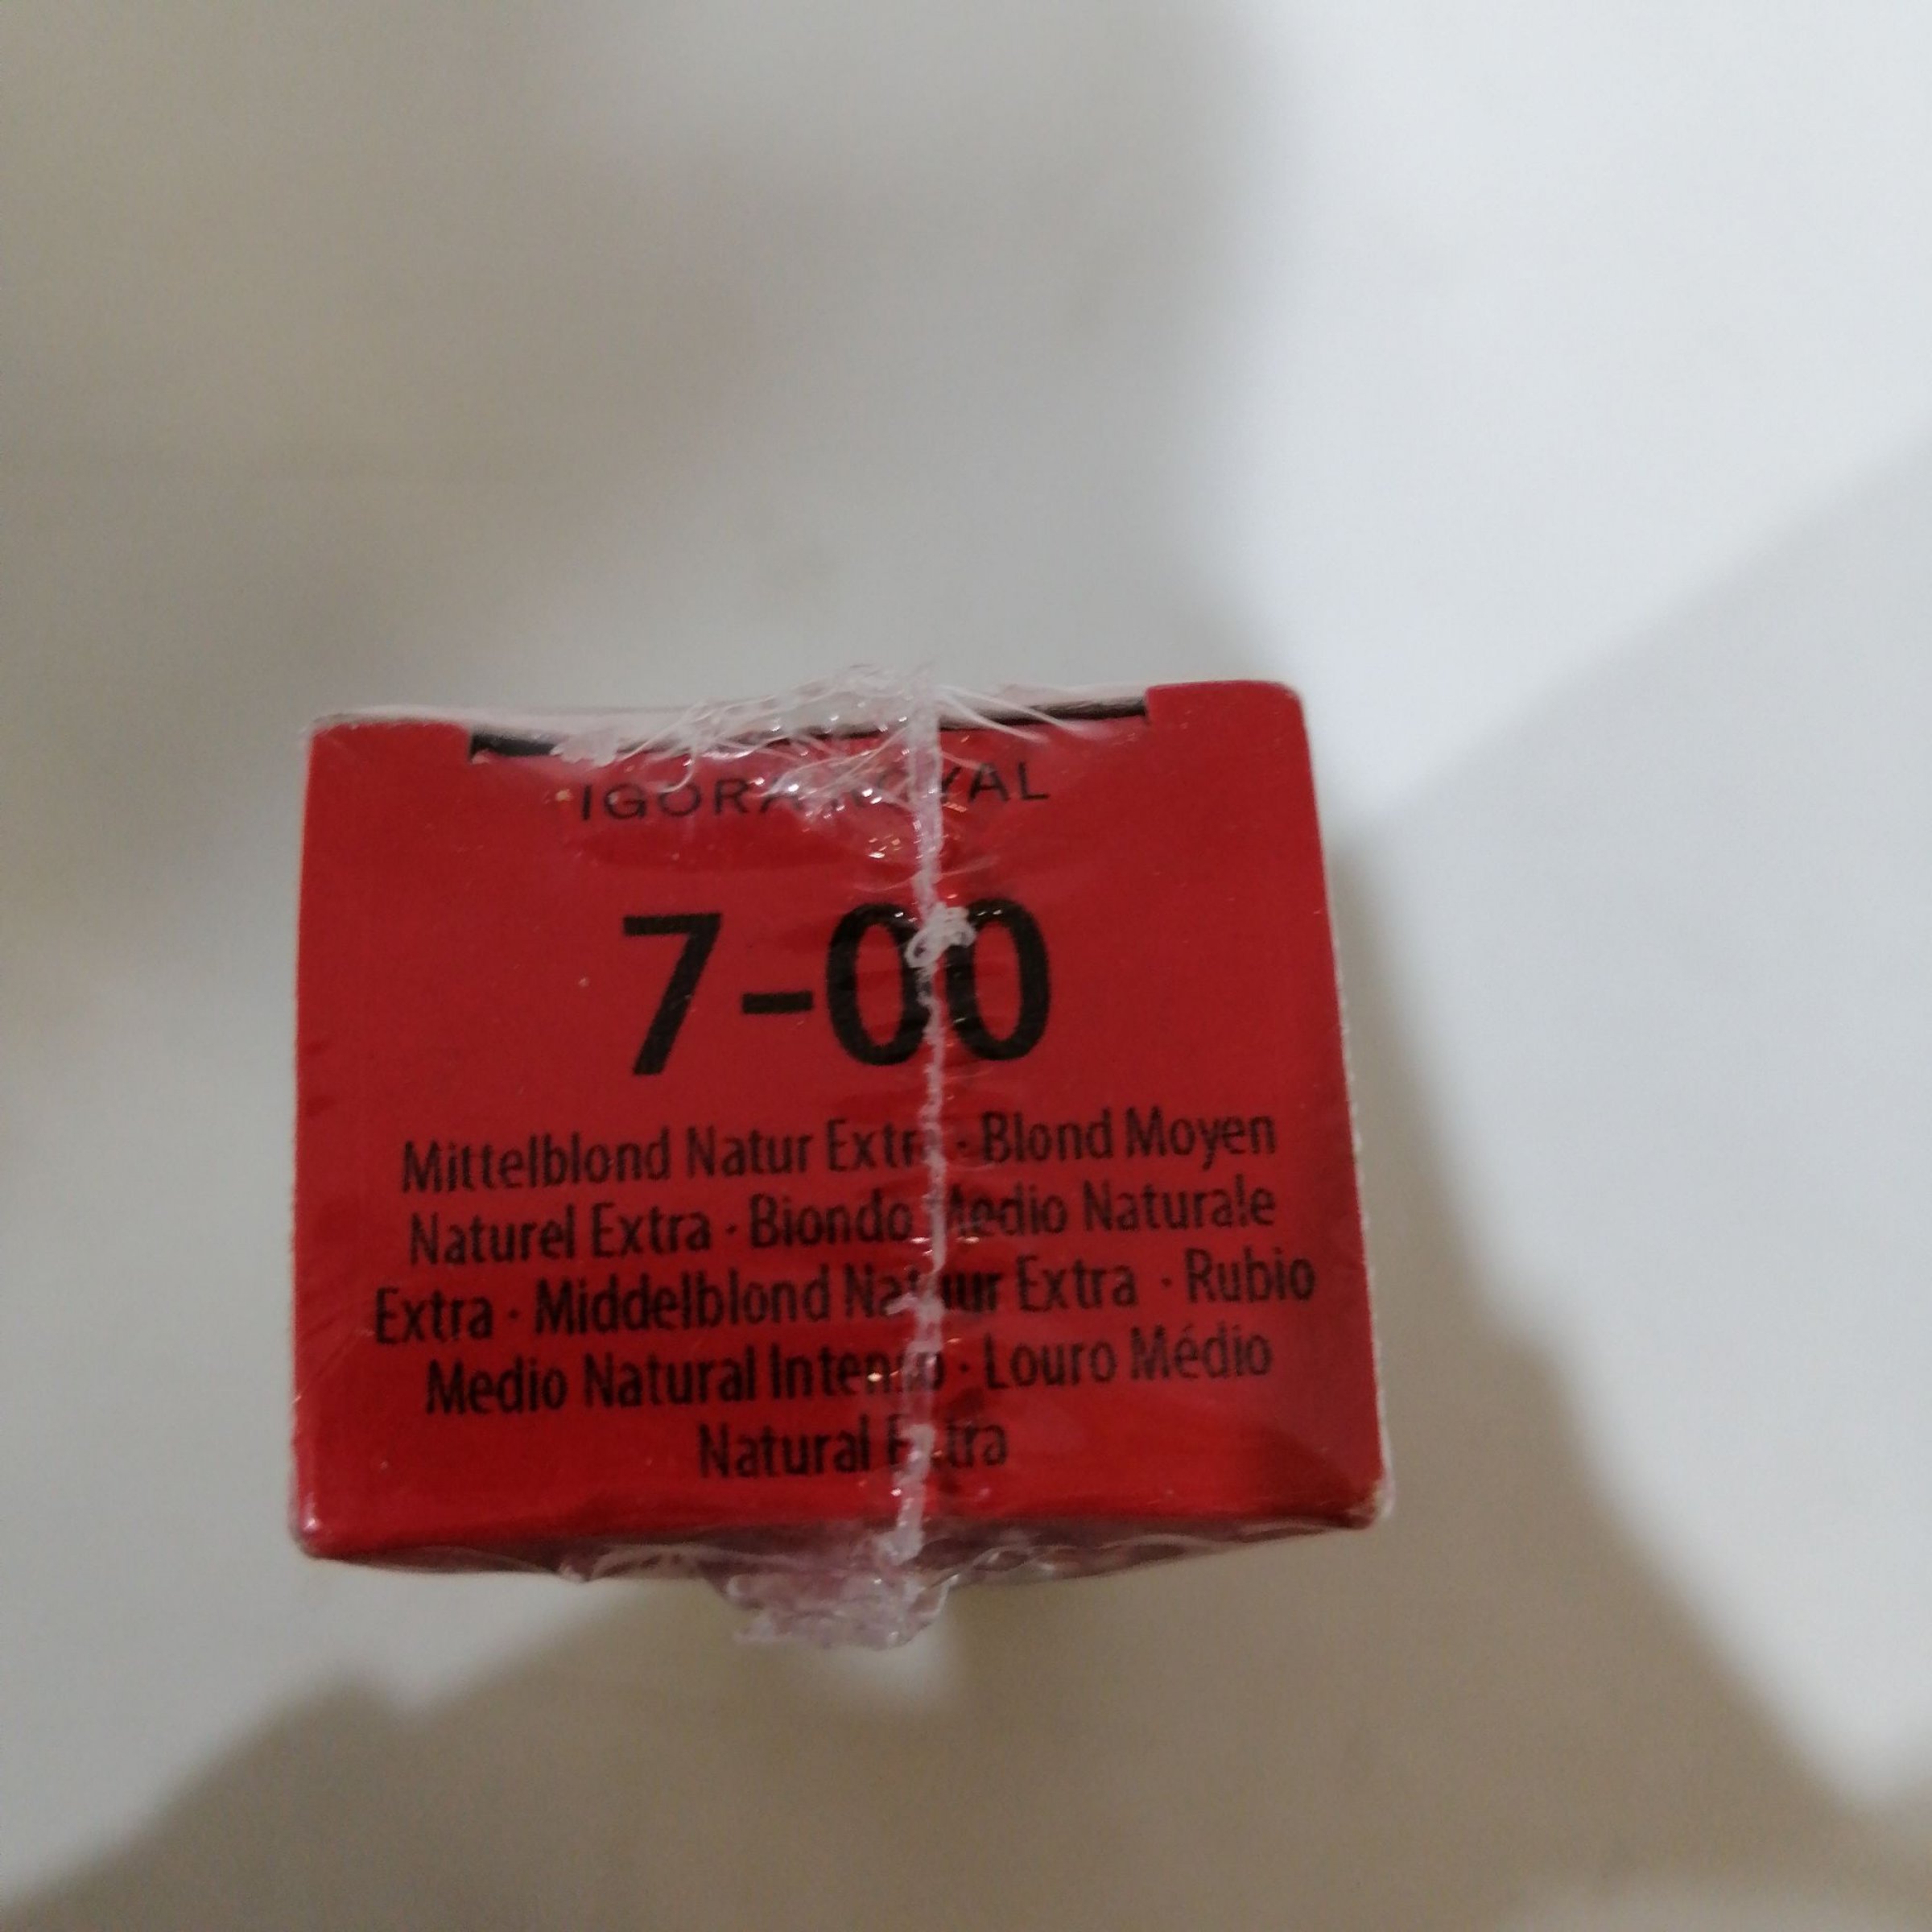 IGORA ROYAL
7-00
Mittelblond Natur Extra · Blond Moyen
Naturel Extra · Biondo Medio Naturale
Extra · Middelblond Natuur Extra · Rubio
Medio Natural Intenso · Louro Médio
Natural Extra